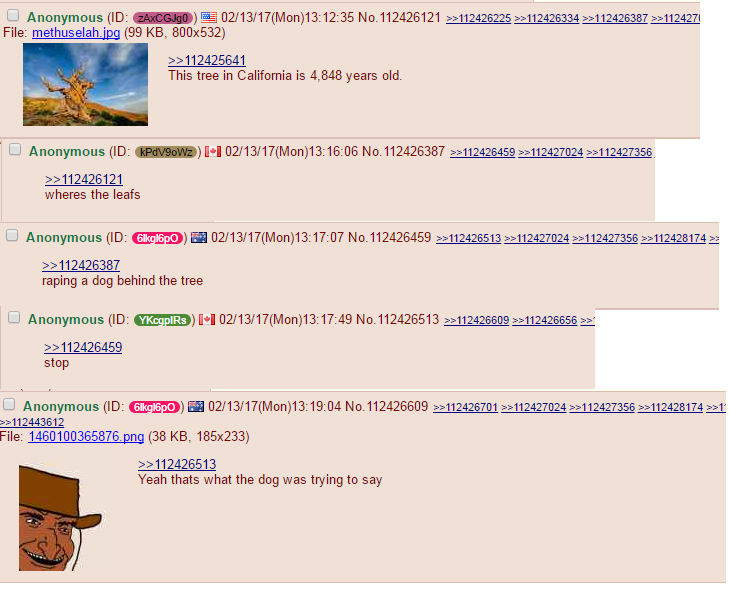 Anonymous (ID: zAxCGJg0) 02/13/17(Mon)13:12:35 No.112426121 >>112426225 >>112426334 >>112426387 >>1124270
File: methuselah.jpg (99 KB, 800x532)
>>112425641
This tree in California is 4,848 years old.
Anonymous (ID: kPdV9oWz) 02/13/17(Mon)13:16:06 No.112426387 >>112426459 >>112427024 >>112427356
>>112426121
wheres the leafs
Anonymous (ID: 6lkgl6pO) 02/13/17(Mon)13:17:07 No.112426459 >>112426513 >>112427024 >>112427356 >>112428174 >>
>>112426387
raping a dog behind the tree
Anonymous (ID: YKcgplRs) 02/13/17(Mon)13:17:49 No.112426513 >>112426609 >>112426656 >>1
>>112426459
stop
Anonymous (ID: 6lkgl6pO) 02/13/17(Mon)13:19:04 No.112426609 >>112426701 >>112427024 >>112427356 >>112428174 >>11
>>112443612
File: 1460100365876.png (38 KB, 185x233)
>>112426513
Yeah thats what the dog was trying to say